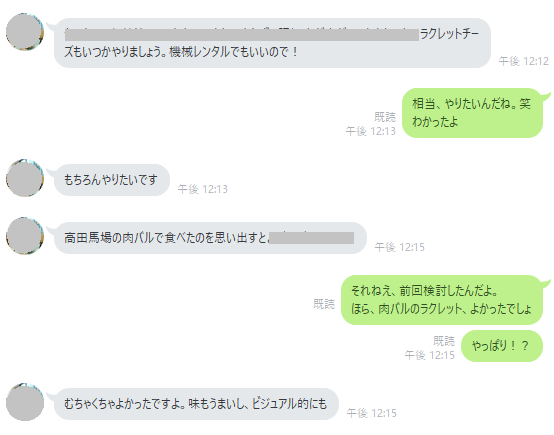 ラクレットチー
ズもいつかやりましょう。機械レンタルでもいいので！
午後 12:12
相当、やりたいんだね。笑
わかったよ
既読
午後 12:13
もちろんやりたいです
午後 12:13
高田馬場の肉バルで食べたのを思い出すと、
午後 12:15
それねえ、前回検討したんだよ。
ほら、肉バルのラクレット、よかったでしょ
既読
やっぱり！？
既読
午後 12:15
むちゃくちゃよかったですよ。味もうまいし、ビジュアル的にも
午後 12:15